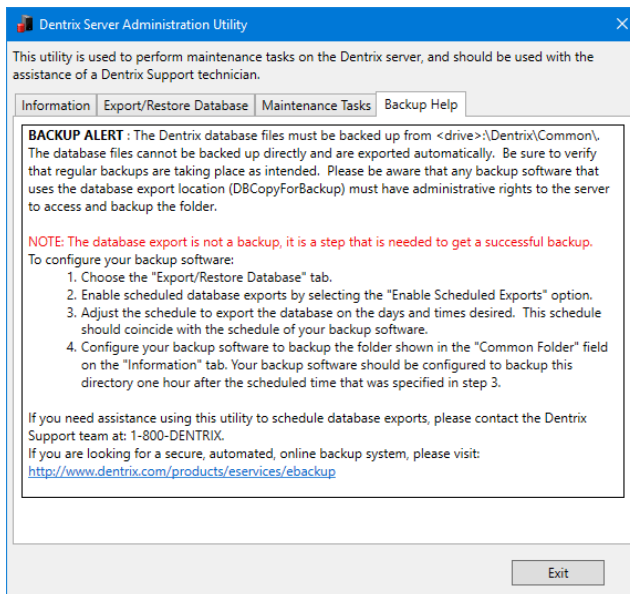 Dentrix Server Administration Utility
This utility is used to perform maintenance tasks on the Dentrix server, and should be used with the
assistance of a Dentrix Support technician.
Information Export/Restore Database Maintenance Tasks Backup Help
BACKUP ALERT : The Dentrix database files must be backed up from <drive>:\Dentrix\Common\.
The database files cannot be backed up directly and are exported automatically. Be sure to verify
that regular backups are taking place as intended. Please be aware that any backup software that
uses the database export location (DBCopyForBackup) must have administrative rights to the server
to access and backup the folder.
NOTE: The database export is not a backup, it is a step that is needed to get a successful backup.
To configure your backup software:
1. Choose the "Export/Restore Database" tab.
2. Enable scheduled database exports by selecting the "Enable Scheduled Exports" option.
3. Adjust the schedule to export the database on the days and times desired. This schedule
should coincide with the schedule of your backup software.
4. Configure your backup software to backup the folder shown in the "Common Folder" field
on the "Information" tab. Your backup software should be configured to backup this
directory one hour after the scheduled time that was specified in step 3.
If you need assistance using this utility to schedule database exports, please contact the Dentrix
Support team at: 1-800-DENTRIX.
If you are looking for a secure, automated, online backup system, please visit:
http://www.dentrix.com/products/eservices/ebackup
Exit